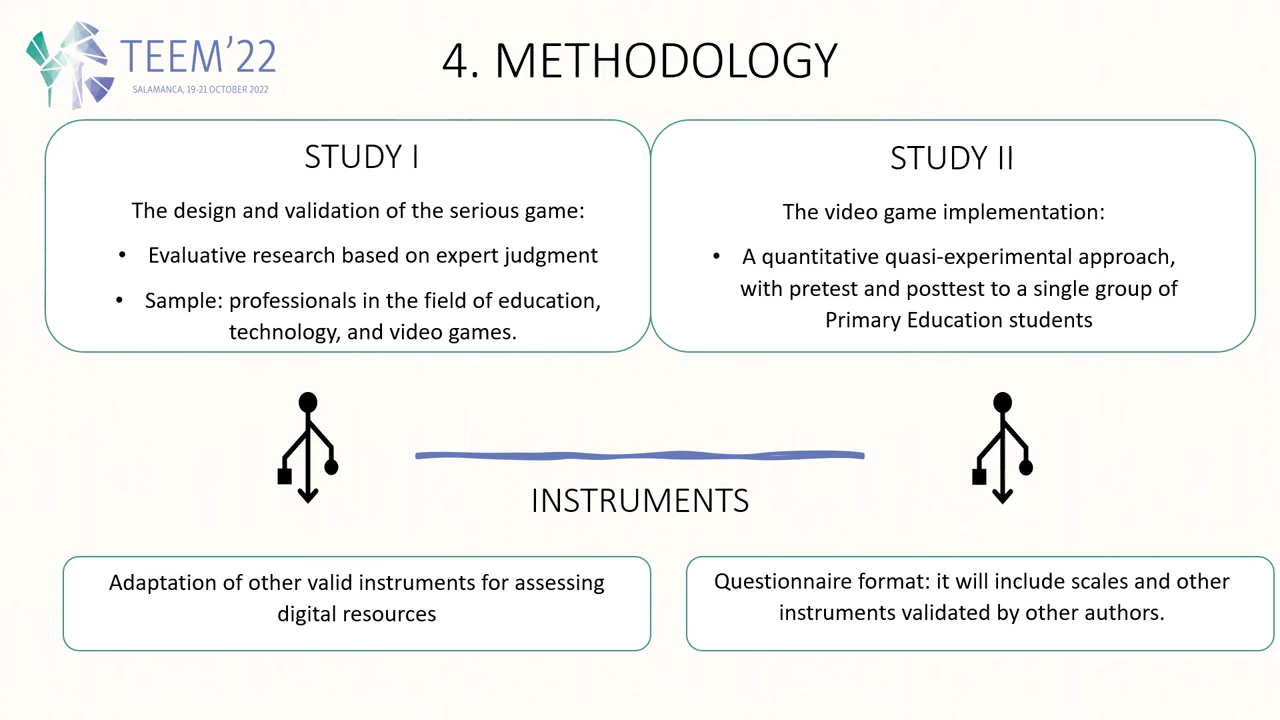 TEEM’22
SALAMANCA, 19-21 OCTOBER 2022
4. METHODOLOGY
STUDY I
The design and validation of the serious game:
• Evaluative research based on expert judgment
• Sample: professionals in the field of education,
technology, and video games.
STUDY II
The video game implementation:
• A quantitative quasi-experimental approach,
with pretest and posttest to a single group of
Primary Education students
INSTRUMENTS
Adaptation of other valid instruments for assessing
digital resources
Questionnaire format: it will include scales and other
instruments validated by other authors.